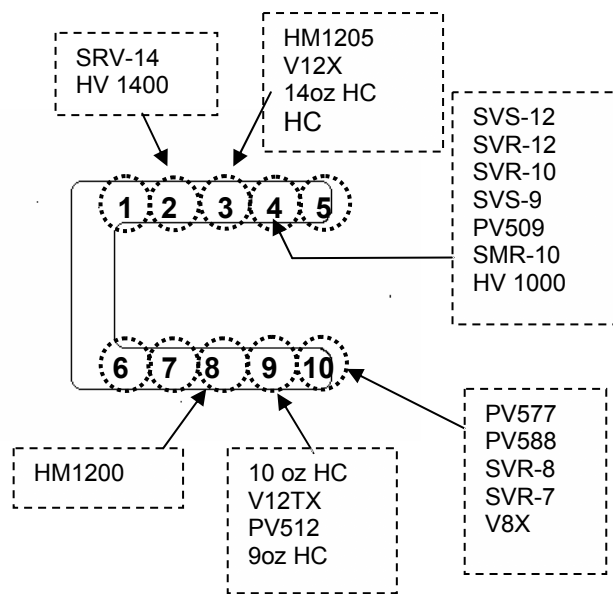 SRV-14
HV 1400
HM1205
V12X
14oz HC
HC
SVS-12
SVR-12
SVR-10
SVS-9
PV509
SMR-10
HV 1000
1 2 3 4 5
6 7 8 9 10
HM1200
10 oz HC
V12TX
PV512
9oz HC
PV577
PV588
SVR-8
SVR-7
V8X